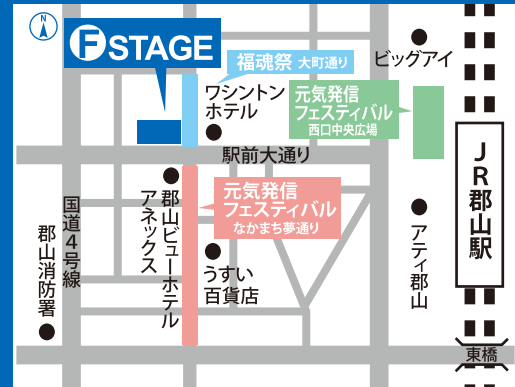 N
F STAGE
福魂祭 大町通り
ビッグアイ
ワシントン
ホテル
元気発信
フェスティバル
西口中央広場
駅前大通り
JR郡山駅
元気発信
フェスティバル
なかまち夢通り
郡山ビューホテル
アネックス
国道4号線
郡山消防署
うすい
百貨店
アティ郡山
東橋